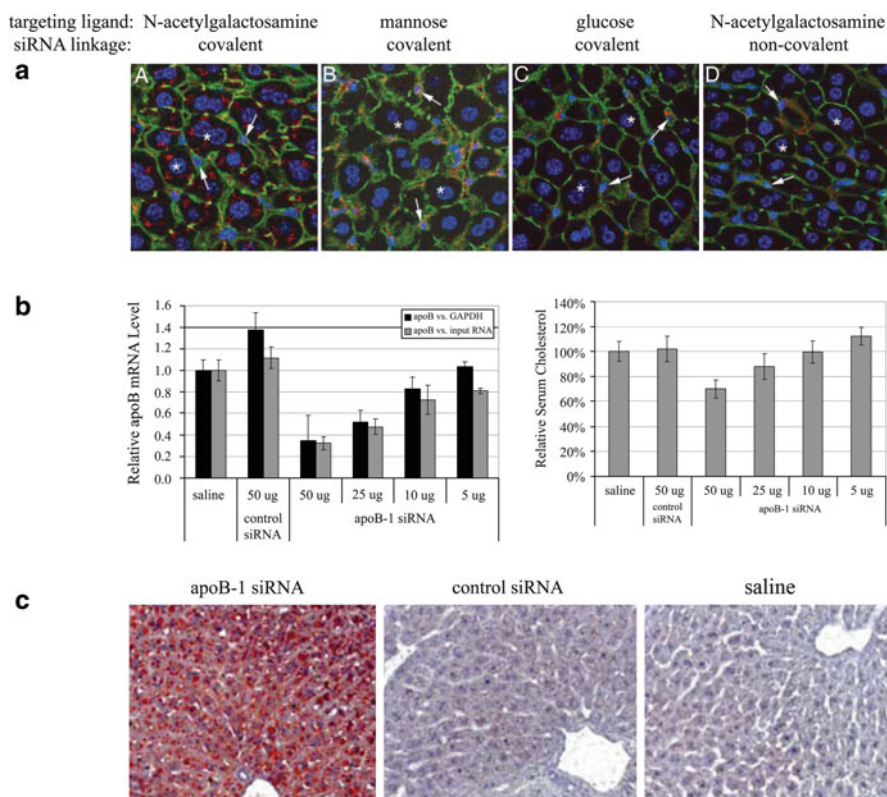 targeting ligand: N-acetylgalactosamine mannose glucose N-acetylgalactosamine
siRNA linkage: covalent covalent covalent non-covalent
a
A B C D
* * * * * * * *
b
Relative apoB mRNA Level
1.6
1.4
1.2
1.0
0.8
0.6
0.4
0.2
0.0
apoB vs. GAPDH
apoB vs. input RNA
saline 50 ug 50 ug 25 ug 10 ug 5 ug
control siRNA apoB-1 siRNA
Relative Serum Cholesterol
140%
120%
100%
80%
60%
40%
20%
0%
saline 50 ug 50 ug 25 ug 10 ug 5 ug
control siRNA apoB-1 siRNA
c
apoB-1 siRNA control siRNA saline